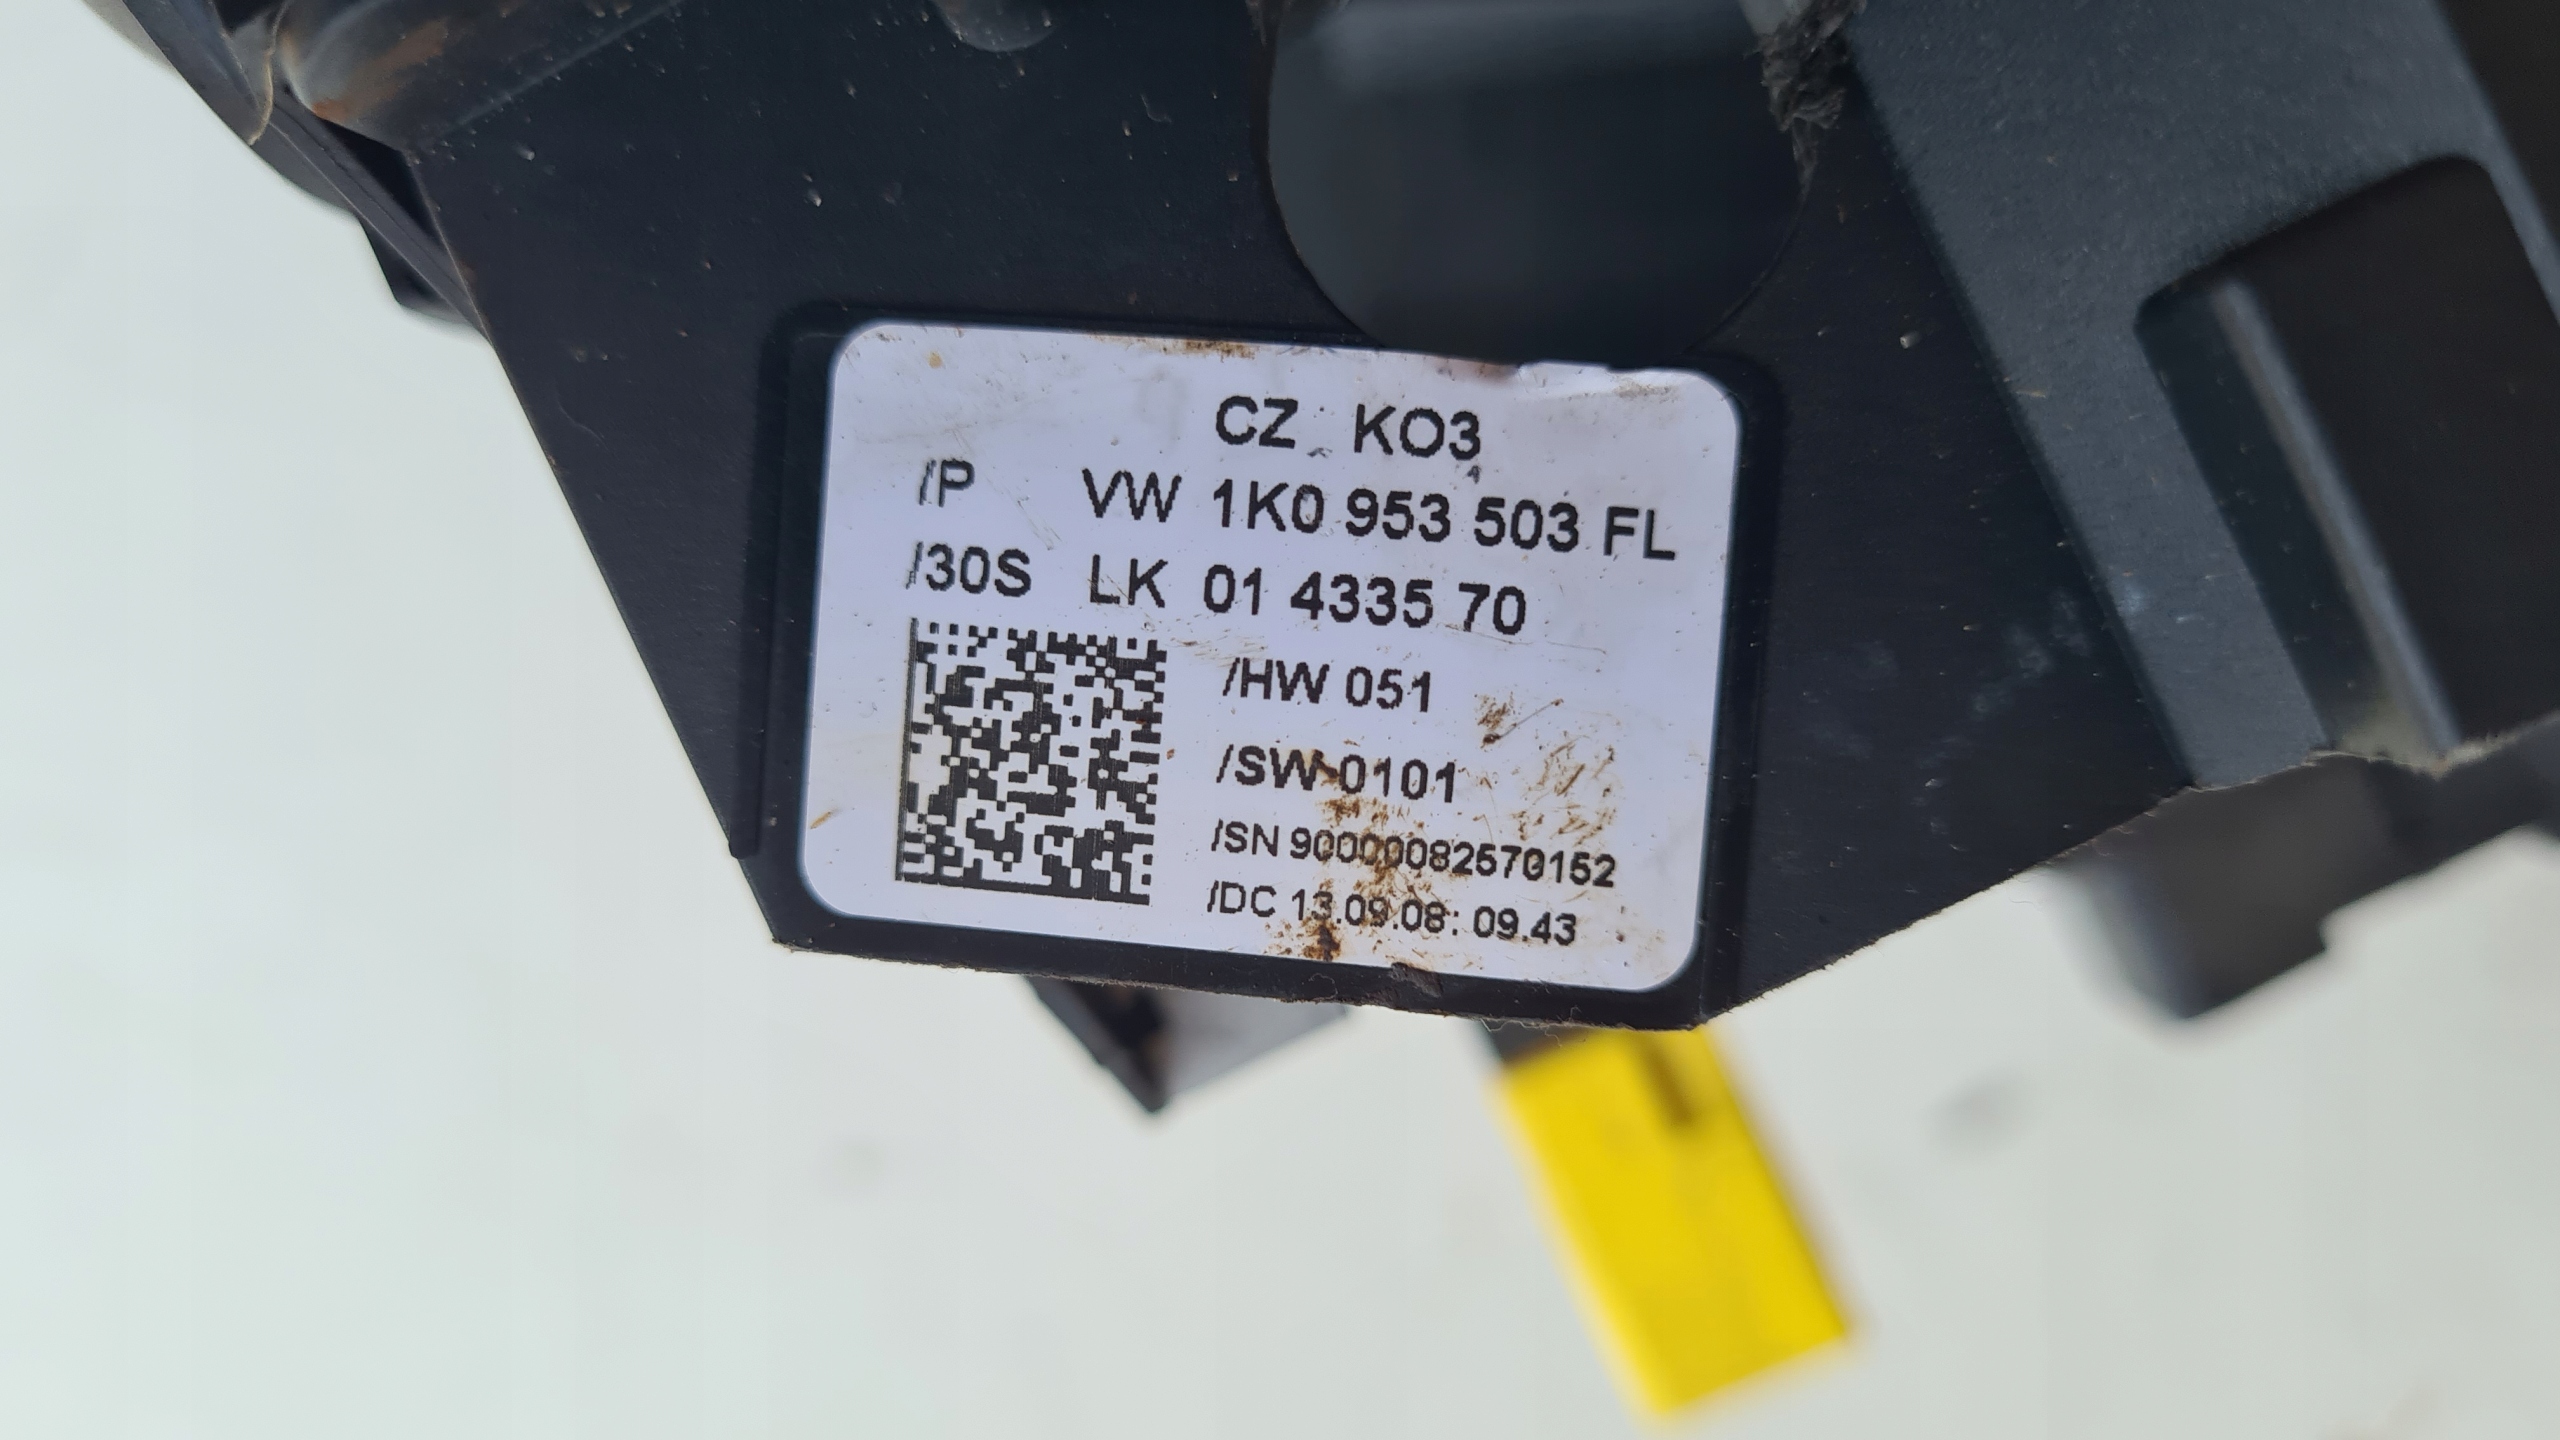 CZ KO3
/P VW 1K0 953 503 FL
/30S LK 01 4335 70
/HW 051
/SW 0101
/SN 90000082570152
/DC 13.09.08: 09.43